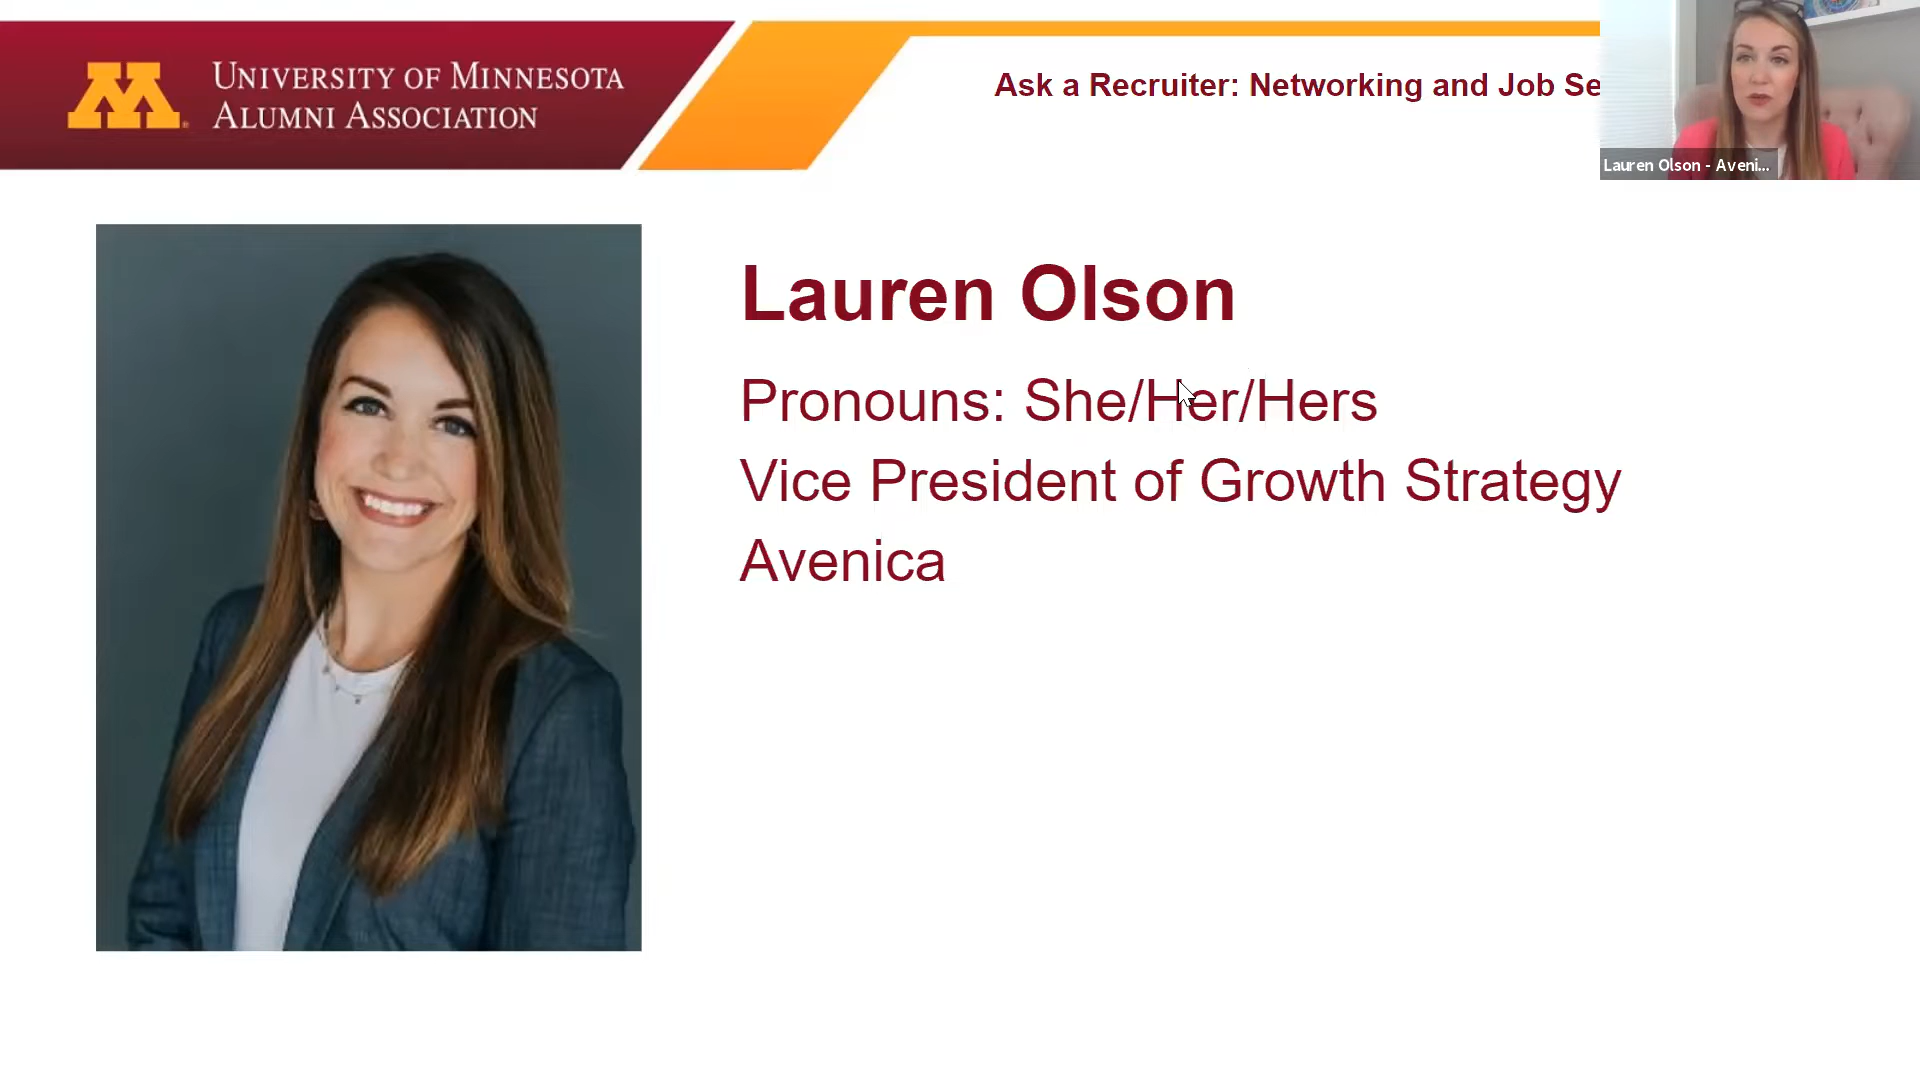 UNIVERSITY OF MINNESOTA
ALUMNI ASSOCIATION
Ask a Recruiter: Networking and Job Se
Lauren Olson - Aveni...
Lauren Olson
Pronouns: She/Her/Hers
Vice President of Growth Strategy
Avenica